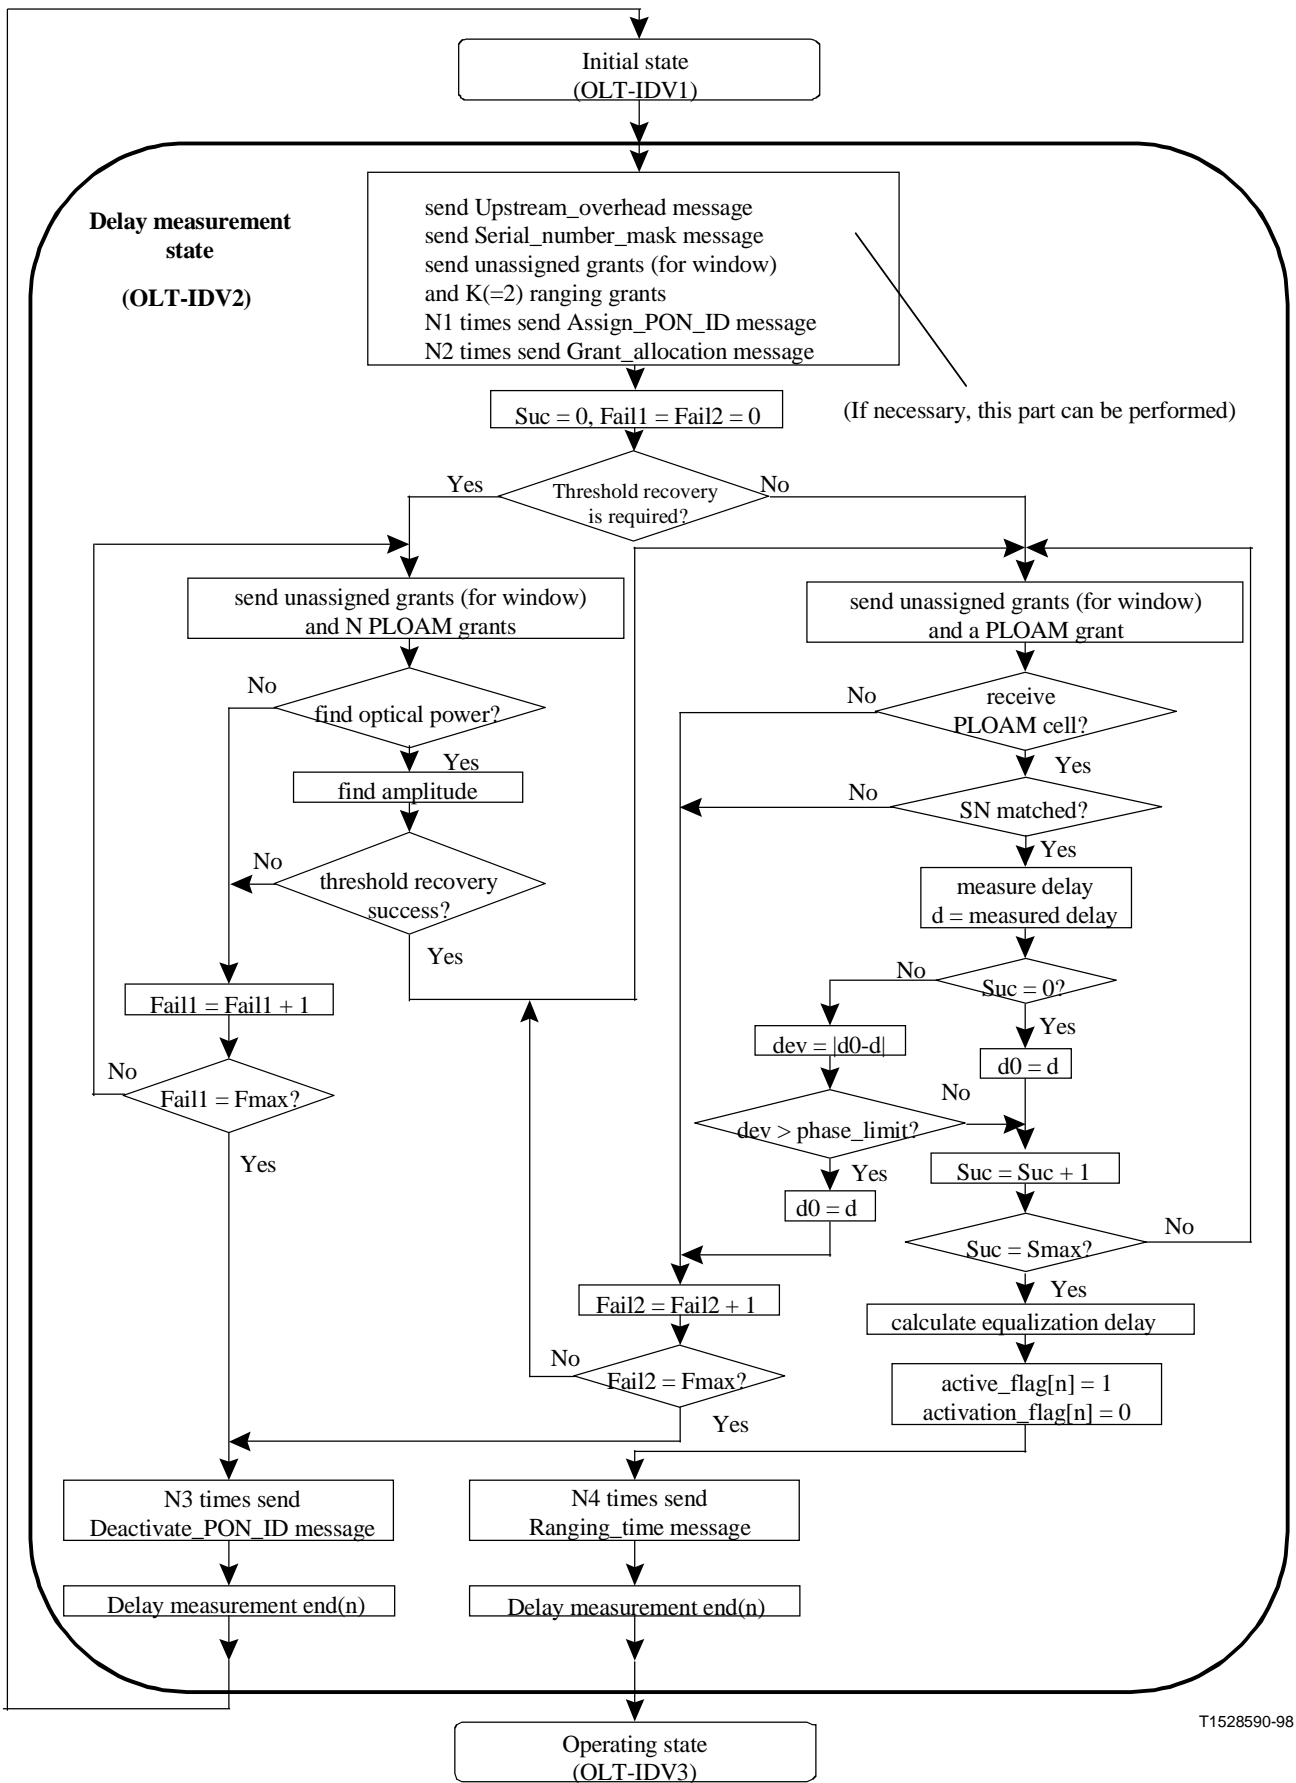 Initial state
(OLT-IDV1)
Delay measurement
state
(OLT-IDV2)
send Upstream_overhead message
send Serial_number_mask message
send unassigned grants (for window)
and K(=2) ranging grants
N1 times send Assign_PON_ID message
N2 times send Grant_allocation message
(If necessary, this part can be performed)
Suc = 0, Fail1 = Fail2 = 0
Threshold recovery
is required?
Yes
No
send unassigned grants (for window)
and N PLOAM grants
send unassigned grants (for window)
and a PLOAM grant
No
find optical power?
Yes
find amplitude
No
threshold recovery
success?
Yes
Fail1 = Fail1 + 1
No
Fail1 = Fmax?
Yes
No
receive
PLOAM cell?
Yes
No
SN matched?
Yes
measure delay
d = measured delay
No
Suc = 0?
Yes
dev = |d0-d|
d0 = d
No
dev > phase_limit?
Yes
d0 = d
Suc = Suc + 1
No
Suc = Smax?
Yes
Fail2 = Fail2 + 1
No
Fail2 = Fmax?
Yes
calculate equalization delay
active_flag[n] = 1
activation_flag[n] = 0
N3 times send
Deactivate_PON_ID message
N4 times send
Ranging_time message
Delay measurement end(n)
Delay measurement end(n)
Operating state
(OLT-IDV3)
T1528590-98